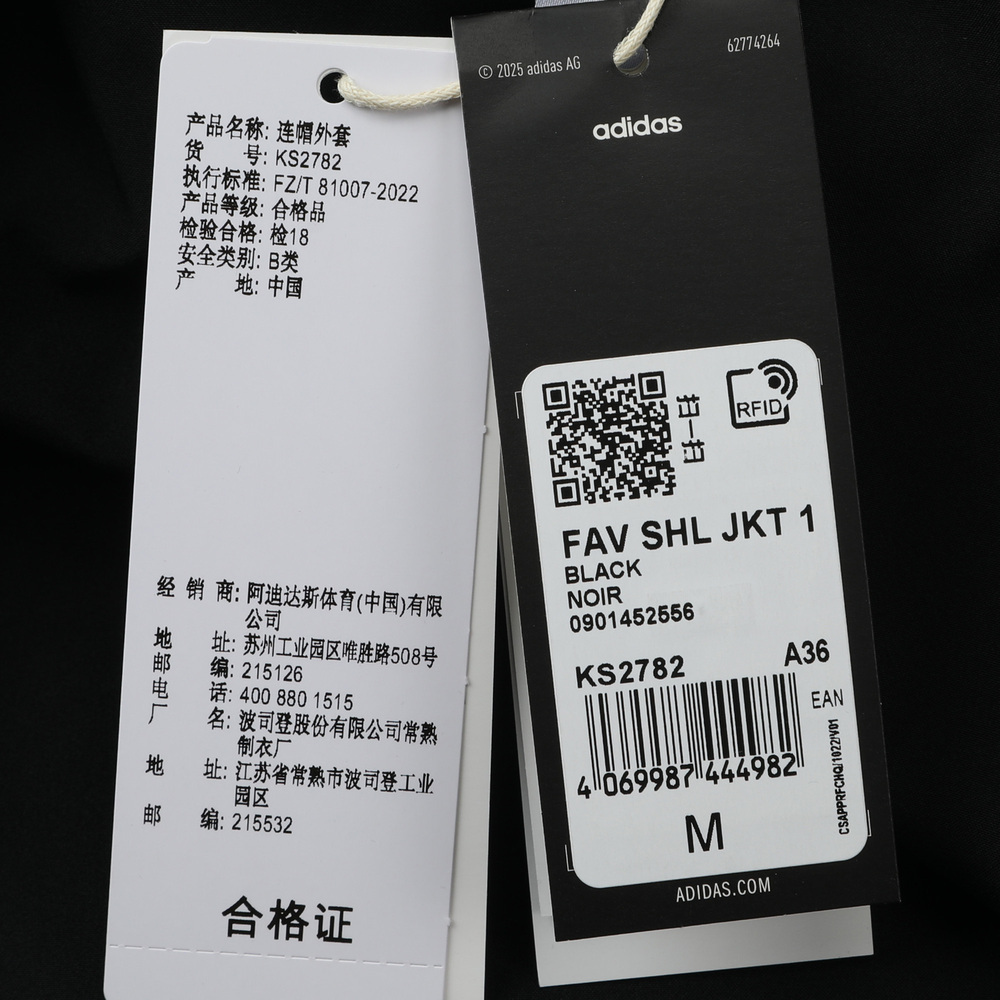 产品名称: 连帽外套
货 号: KS2782
执行标准: FZ/T 81007-2022
产品等级: 合格品
检验合格: 检18
安全类别: B类
产 地: 中国
经 销 商: 阿迪达斯体育(中国)有限
公司
地 址: 苏州工业园区唯胜路508号
邮 编: 215126
电 话: 400 880 1515
厂 名: 波司登股份有限公司常熟
制衣厂
地 址: 江苏省常熟市波司登工业
园区
邮 编: 215532
合格证
© 2025 adidas AG
62774264
adidas
扫一扫
RFID
FAV SHL JKT 1
BLACK
NOIR
0901452556
KS2782
A36
EAN
4 069987 444982
CSAPPRFCHQ/1022/V01
M
ADIDAS.COM